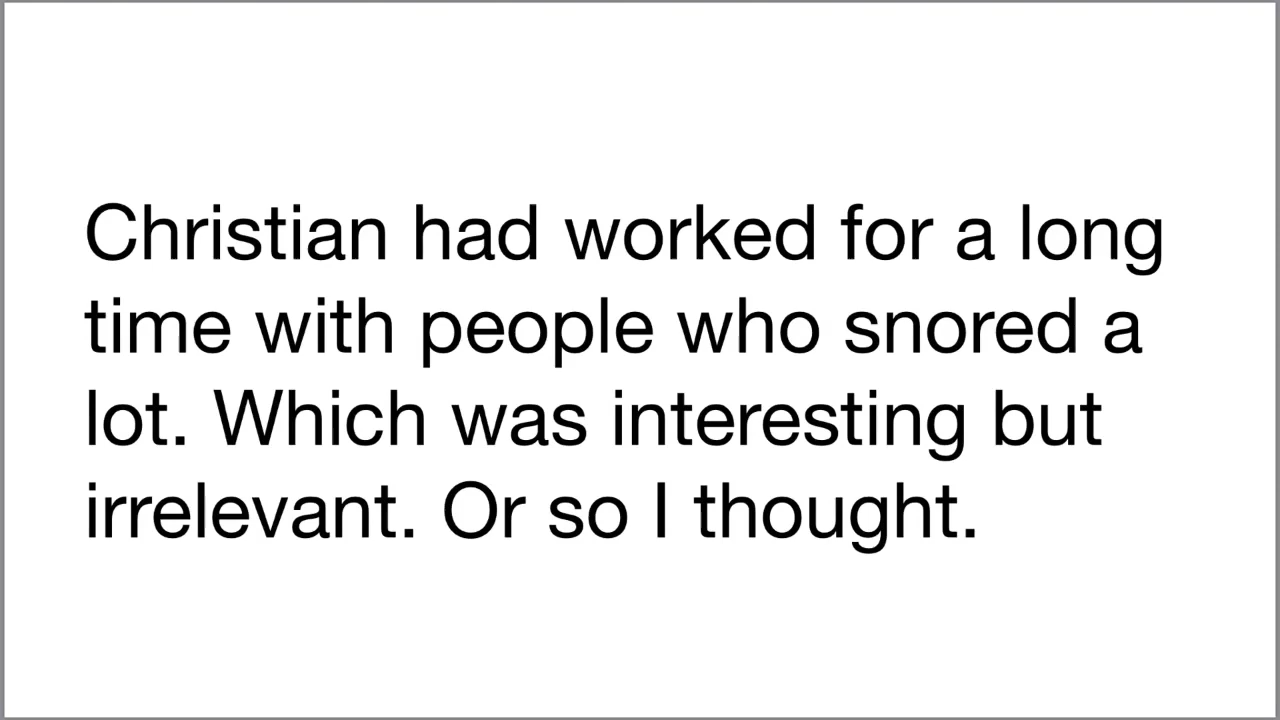 Christian had worked for a long
time with people who snored a
lot. Which was interesting but
irrelevant. Or so I thought.